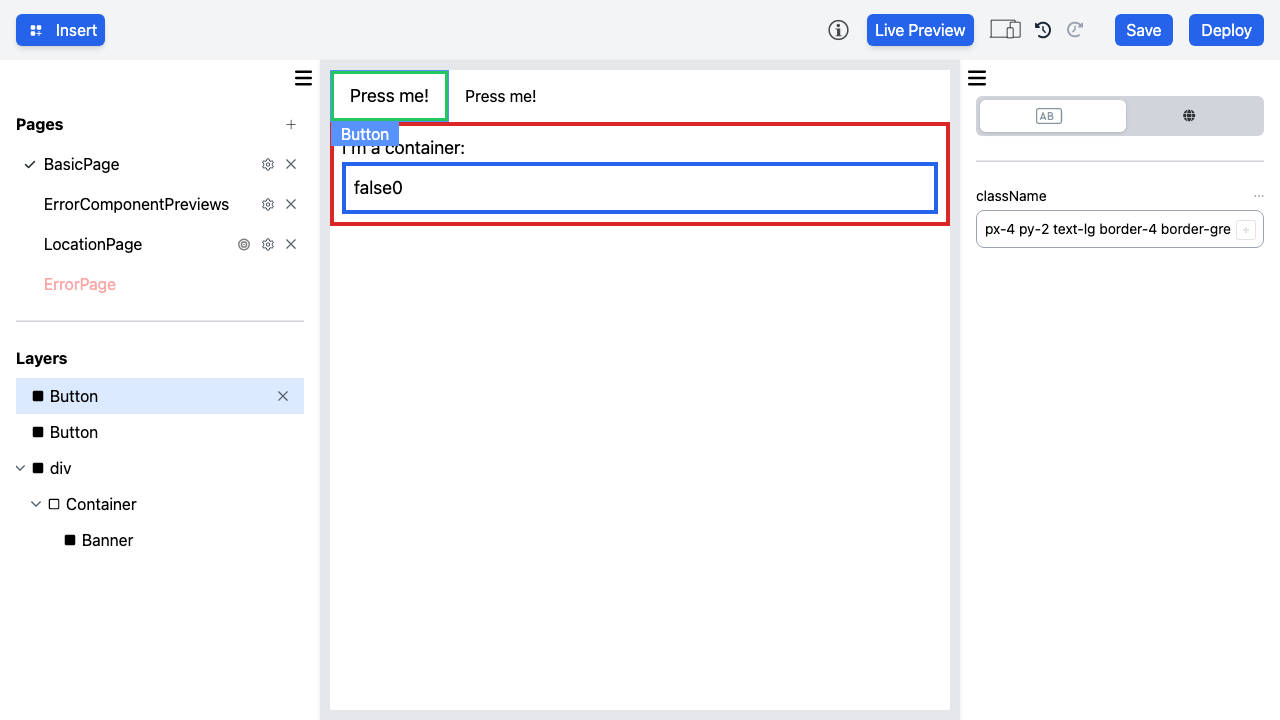 Insert
Live Preview
Save
Deploy
Pages
BasicPage
ErrorComponentPreviews
LocationPage
ErrorPage
Layers
Button
Button
div
Container
Banner
Press me!
Press me!
Button
I'm a container:
false0
AB
className
px-4 py-2 text-lg border-4 border-gre